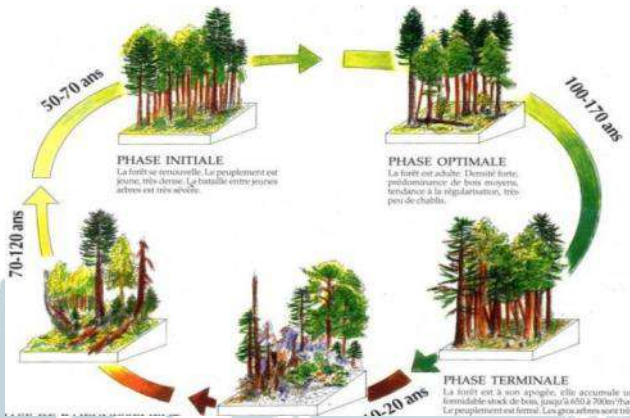 50-70 ans
100-170 ans
PHASE INITIALE
La forêt se renouvelle. Le peuplement est
jeune, très dense. La bataille entre jeunes
arbres est très sévère.
PHASE OPTIMALE
La forêt est adulte. Densité forte,
prédominance de bois moyens,
tendance à la régularisation, très
peu de chablis.
70-120 ans
10-20 ans
PHASE TERMINALE
La forêt est à son apogée, elle accumule un
formidable stock de bois, jusqu'à 650 à 700m³/ha
Le peuplement est fermé. Les gros arbres sont